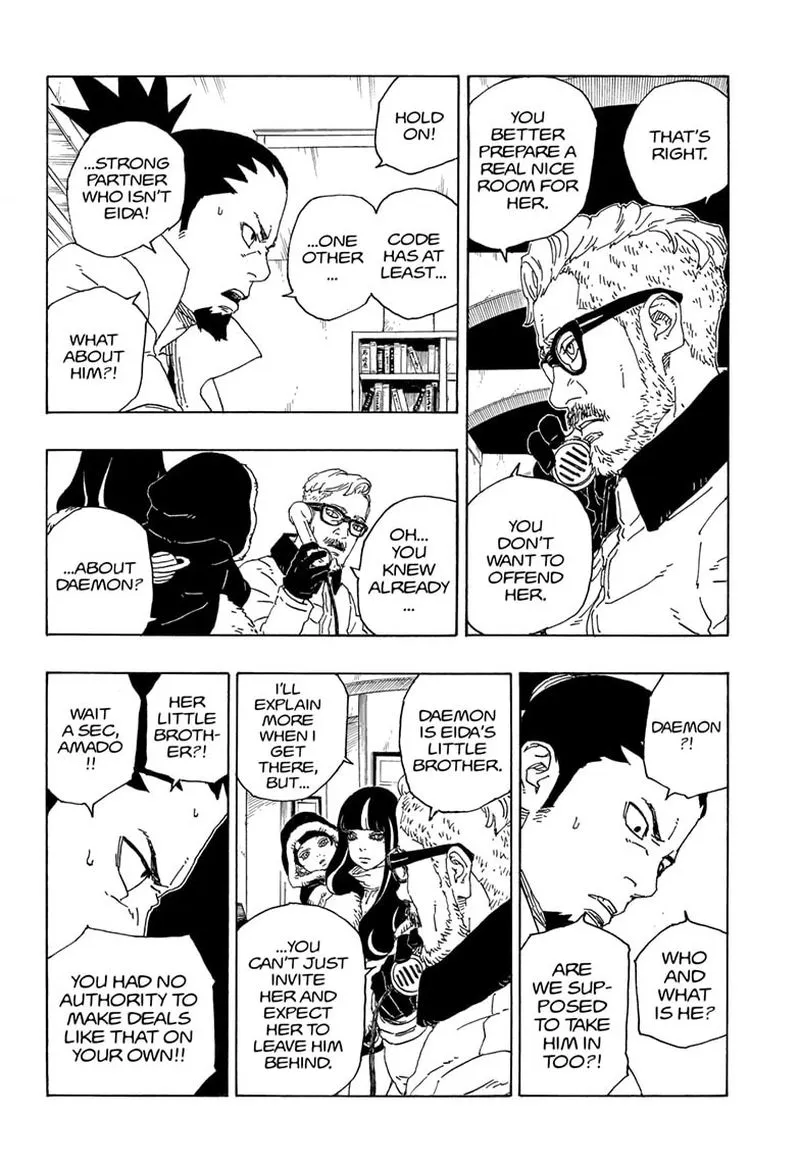 THAT'S
RIGHT.
YOU
BETTER
PREPARE A
REAL NICE
ROOM FOR
HER.
YOU
DON'T
WANT TO
OFFEND
HER.
HOLD
ON!
CODE
HAS AT
LEAST...
...ONE
OTHER
...
...STRONG
PARTNER
WHO ISN'T
EIDA!
WHAT
ABOUT
HIM?!
OH...
YOU
KNEW
ALREADY
...
...ABOUT
DAEMON?
DAEMON
?!
WHO
AND
WHAT
IS HE?
ARE
WE SUP-
POSED
TO TAKE
HIM IN
TOO?!
DAEMON
IS EIDA'S
LITTLE
BROTHER.
I'LL
EXPLAIN
MORE
WHEN I
GET
THERE,
BUT...
...YOU
CAN'T JUST
INVITE
HER AND
EXPECT
HER TO
LEAVE HIM
BEHIND.
HER
LITTLE
BROTH-
ER?!
WAIT
A SEC,
AMADO
!!
YOU HAD NO
AUTHORITY TO
MAKE DEALS
LIKE THAT ON
YOUR OWN!!